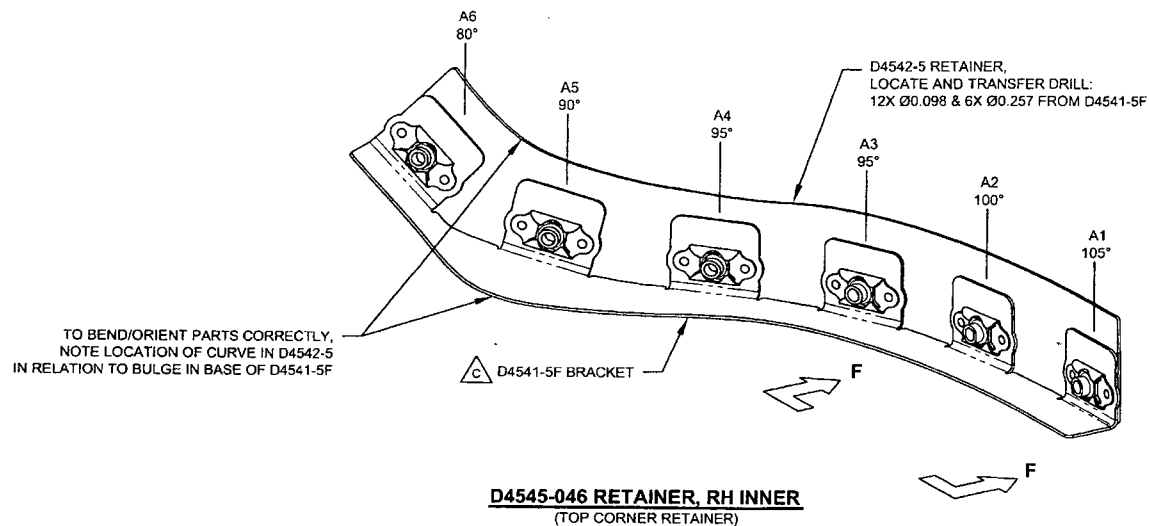 A6
80°
A5
90°
A4
95°
A3
95°
A2
100°
A1
105°
D4542-5 RETAINER,
LOCATE AND TRANSFER DRILL:
12X Ø0.098 & 6X Ø0.257 FROM D4541-5F
TO BEND/ORIENT PARTS CORRECTLY,
NOTE LOCATION OF CURVE IN D4542-5
IN RELATION TO BULGE IN BASE OF D4541-5F
C D4541-5F BRACKET
F
F
D4545-046 RETAINER, RH INNER
(TOP CORNER RETAINER)